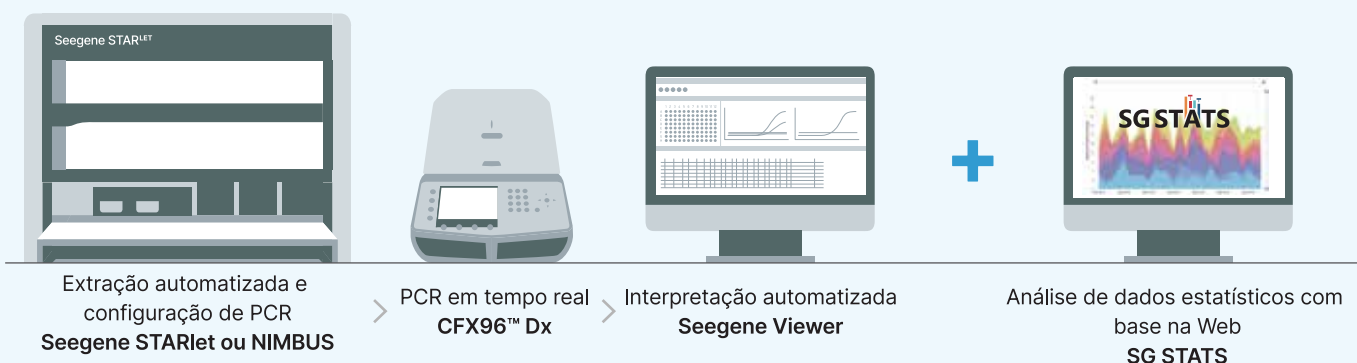 Seegene STARLET
SG STATS
Extração automatizada e
configuração de PCR
Seegene STARlet ou NIMBUS
PCR em tempo real
CFX96™ Dx
Interpretação automatizada
Seegene Viewer
Análise de dados estatísticos com
base na Web
SG STATS